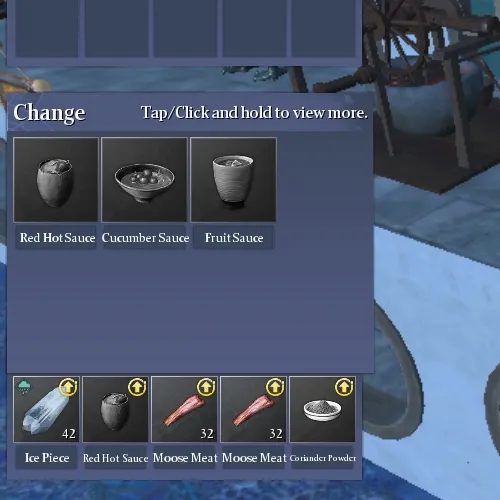 Change
Tap/Click and hold to view more.
Red Hot Sauce
Cucumber Sauce
Fruit Sauce
42
32
32
Ice Piece
Red Hot Sauce
Moose Meat
Moose Meat
Coriander Powder